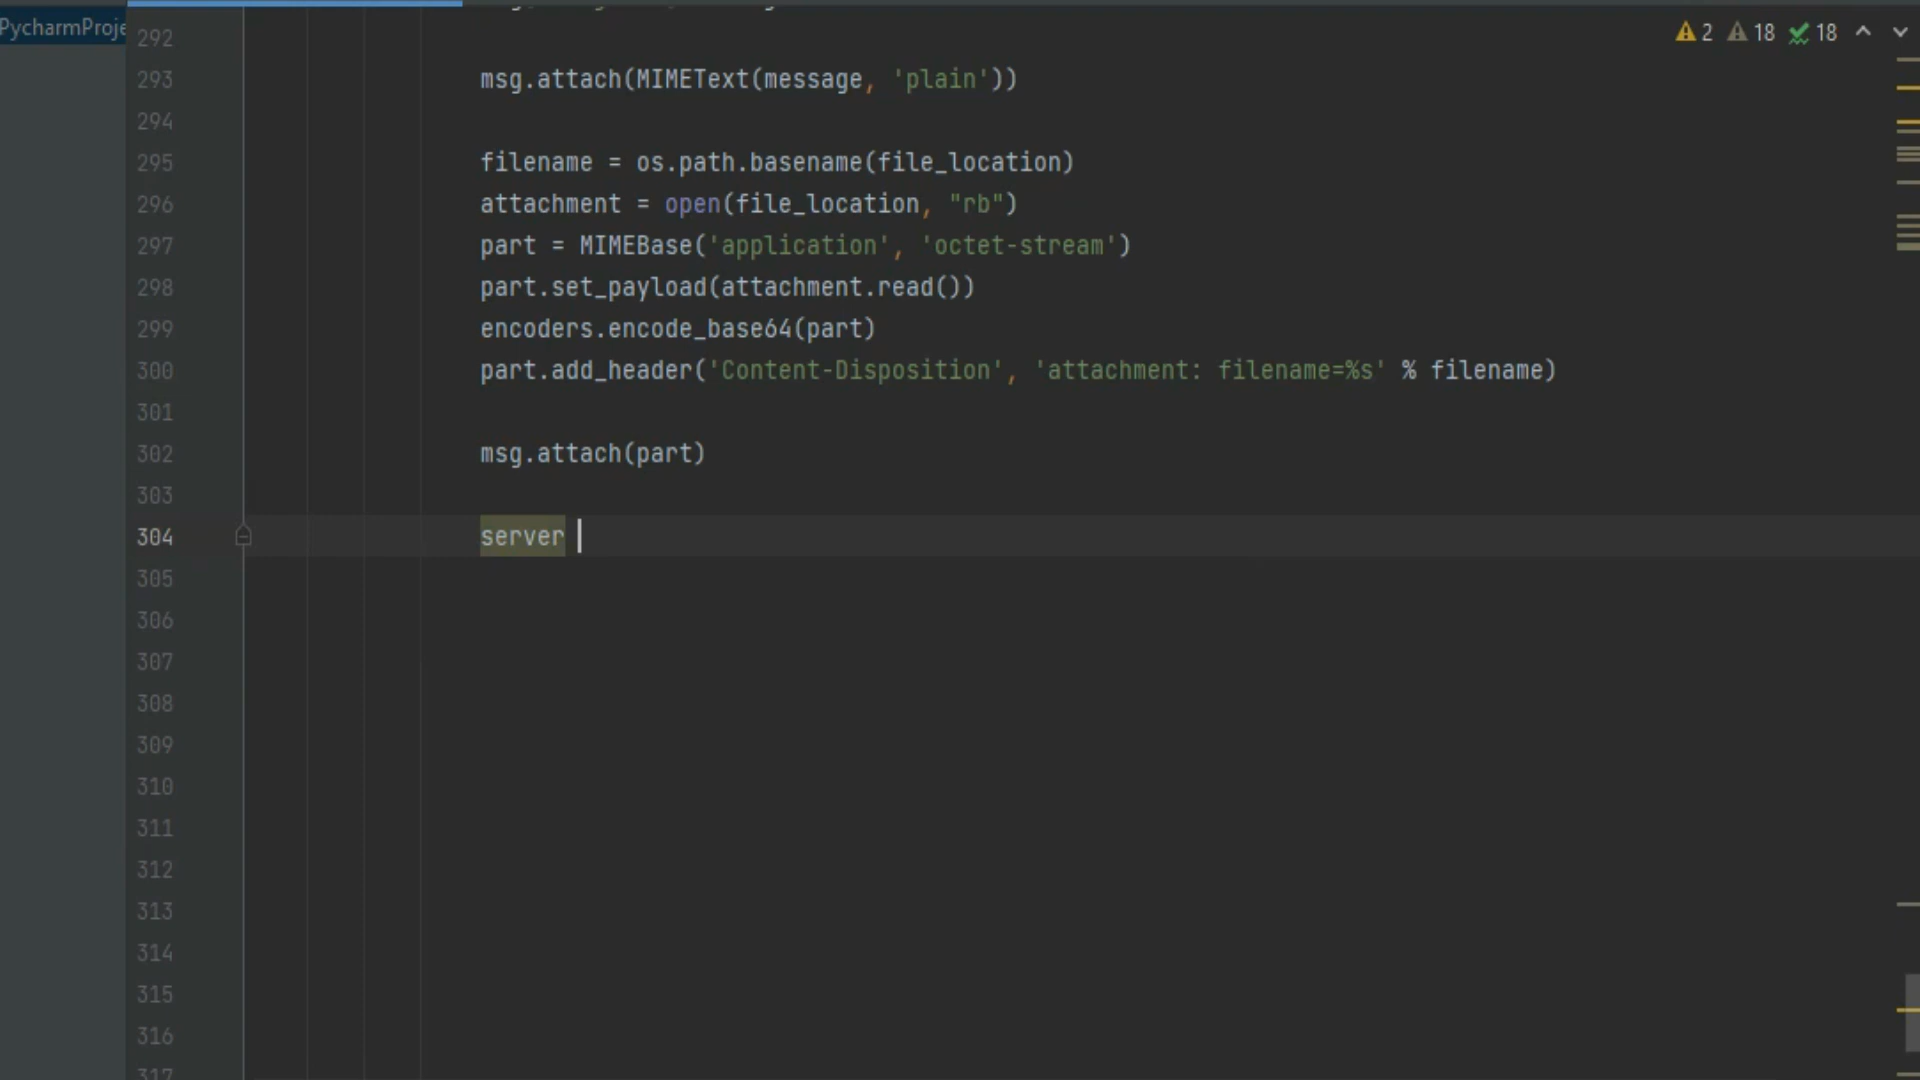 PycharmProje
2 18 18
292
293 msg.attach(MIMEText(message, 'plain'))
294
295 filename = os.path.basename(file_location)
296 attachment = open(file_location, "rb")
297 part = MIMEBase('application', 'octet-stream')
298 part.set_payload(attachment.read())
299 encoders.encode_base64(part)
300 part.add_header('Content-Disposition', 'attachment: filename=%s' % filename)
301
302 msg.attach(part)
303
304 server
305
306
307
308
309
310
311
312
313
314
315
316
317